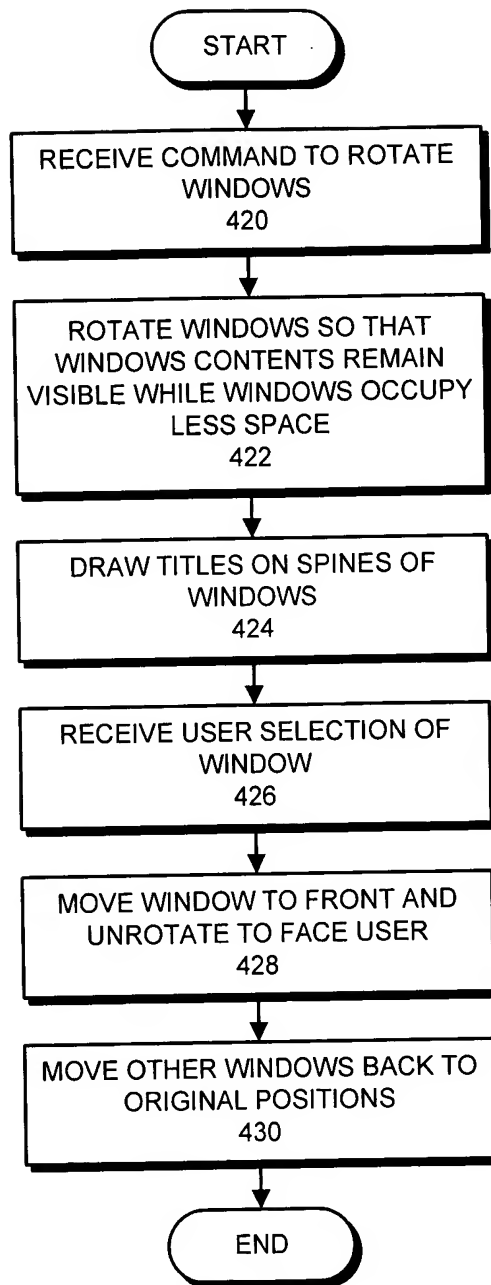 START
RECEIVE COMMAND TO ROTATE
WINDOWS
420
ROTATE WINDOWS SO THAT
WINDOWS CONTENTS REMAIN
VISIBLE WHILE WINDOWS OCCUPY
LESS SPACE
422
DRAW TITLES ON SPINES OF
WINDOWS
424
RECEIVE USER SELECTION OF
WINDOW
426
MOVE WINDOW TO FRONT AND
UNROTATE TO FACE USER
428
MOVE OTHER WINDOWS BACK TO
ORIGINAL POSITIONS
430
END